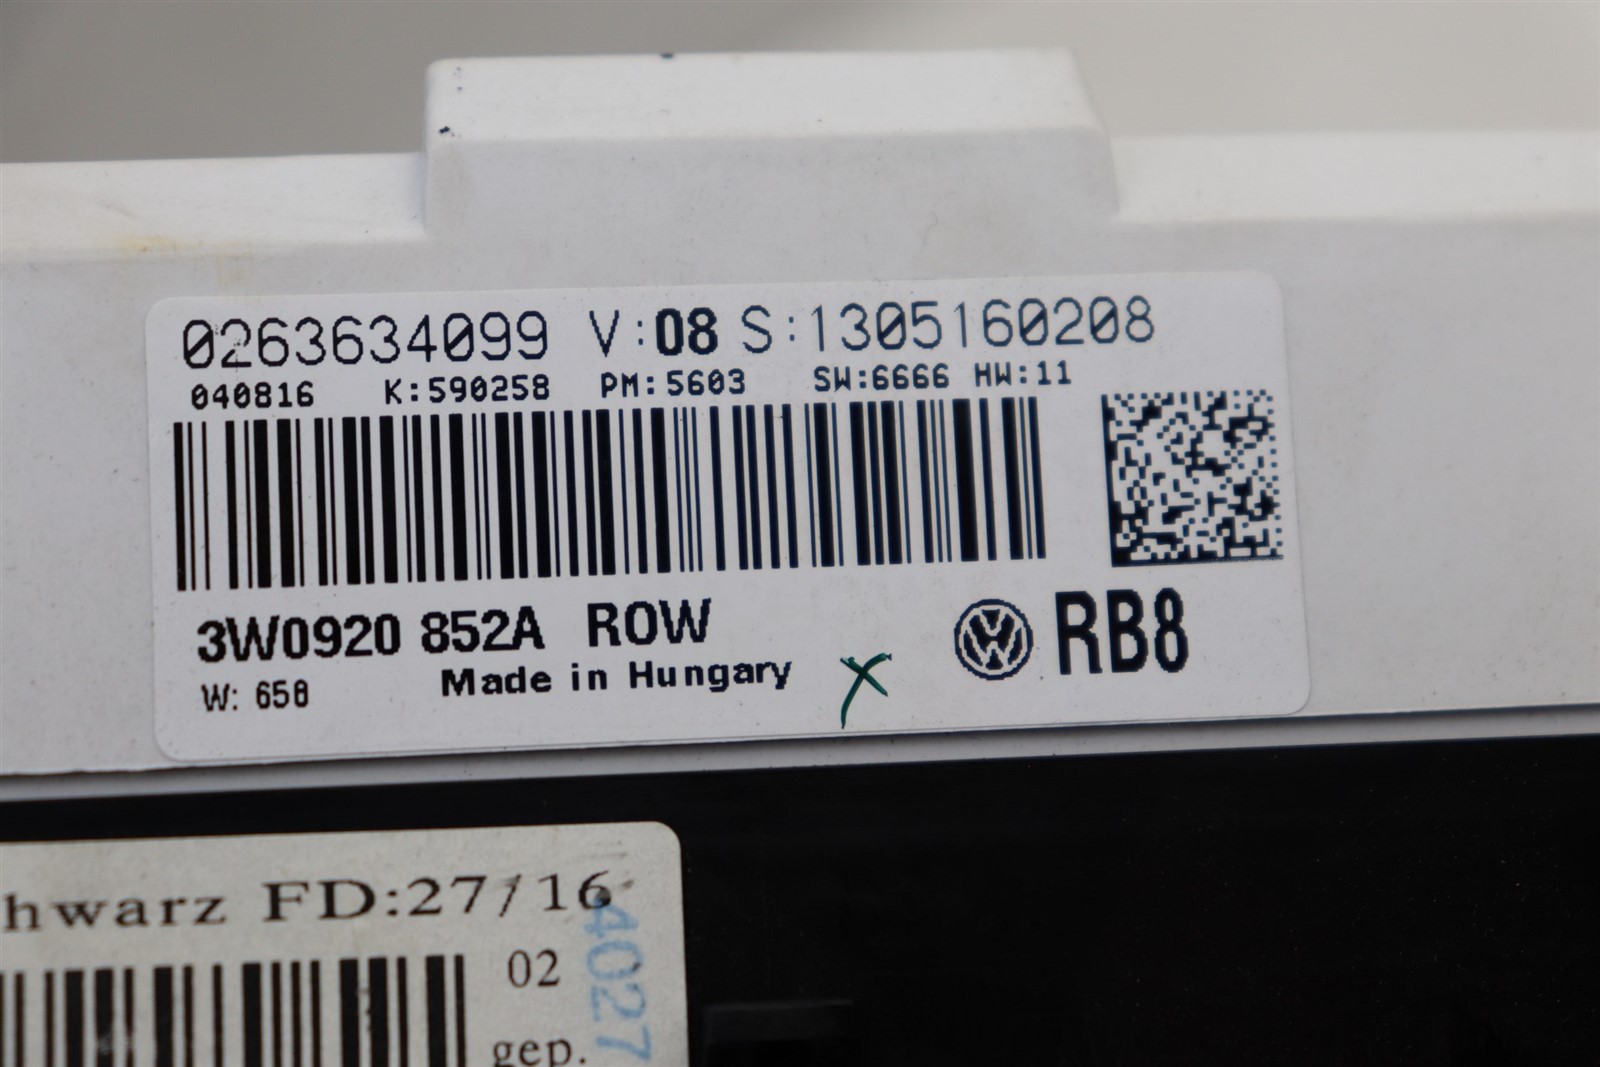 0263634099 V:08 S:1305160208
040816 K:590258 PM:5603 SW:6666 HW:11
3W0920 852A ROW
RB8
W: 658 Made in Hungary
hwarz FD:27/16
02
4027
gep.